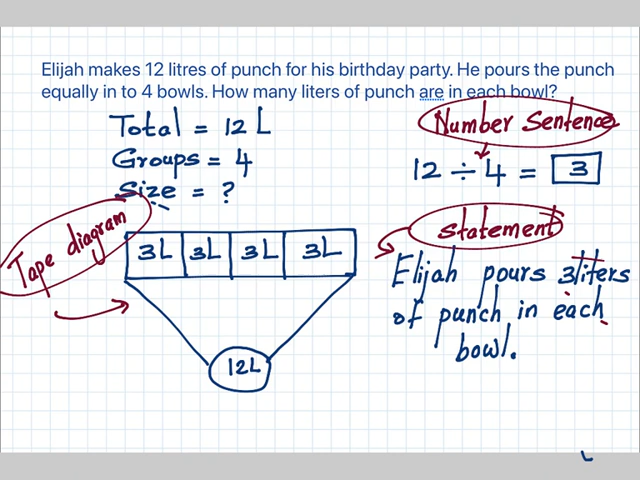 Elijah makes 12 litres of punch for his birthday party. He pours the punch
equally in to 4 bowls. How many liters of punch are in each bowl?
Total = 12 L
Groups = 4
Size = ?
Number Sentence
12 ÷ 4 = 3
Tape diagram
3L 3L 3L 3L
12L
statement
Elijah pours 3liters
of punch in each
bowl.